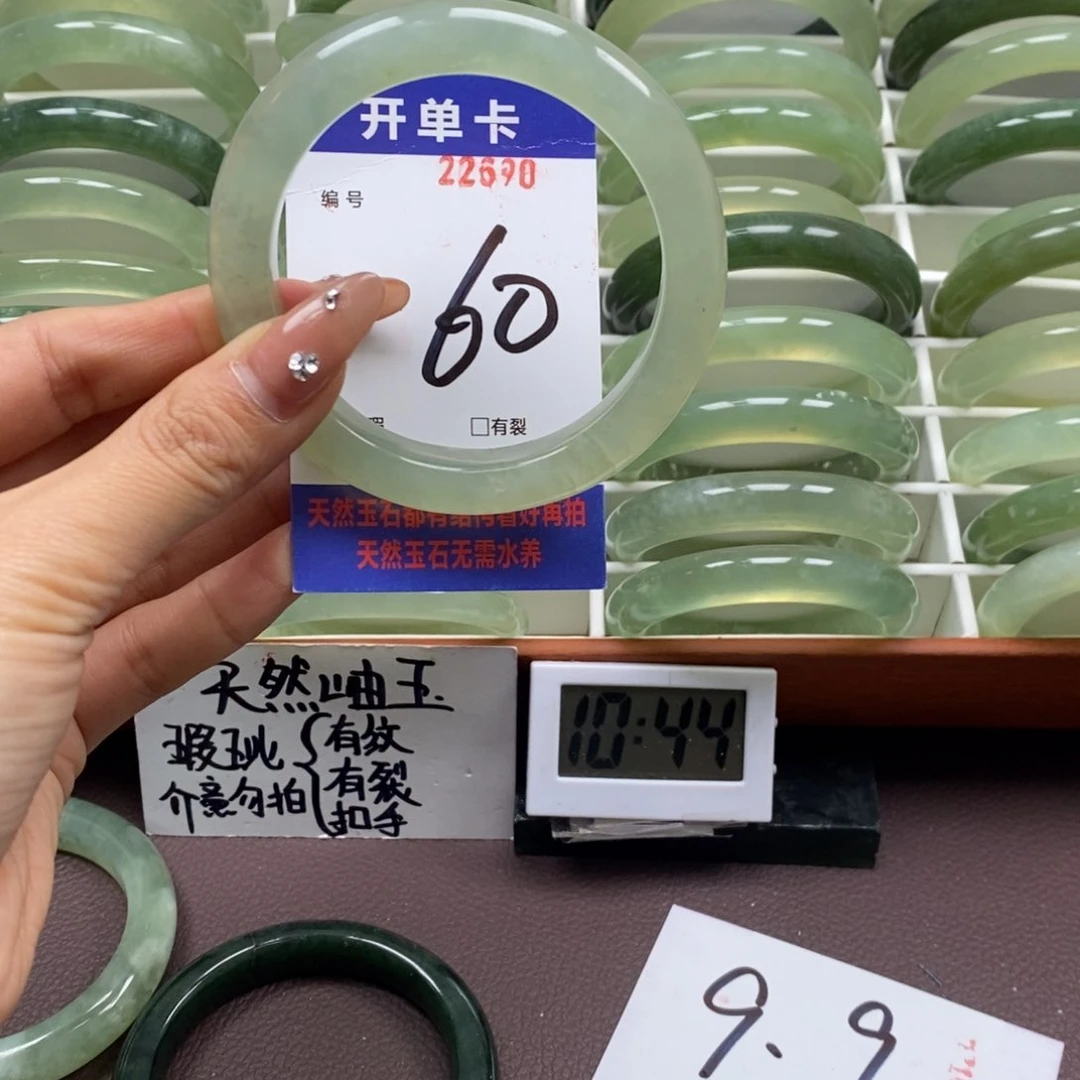 开单卡
22690
编号
60
□有裂
天然玉石都有结构看好再拍
天然玉石无需水养
天然岫玉
瑕玼
介意勿拍
有纹
有裂
扣手
10:44
9.9